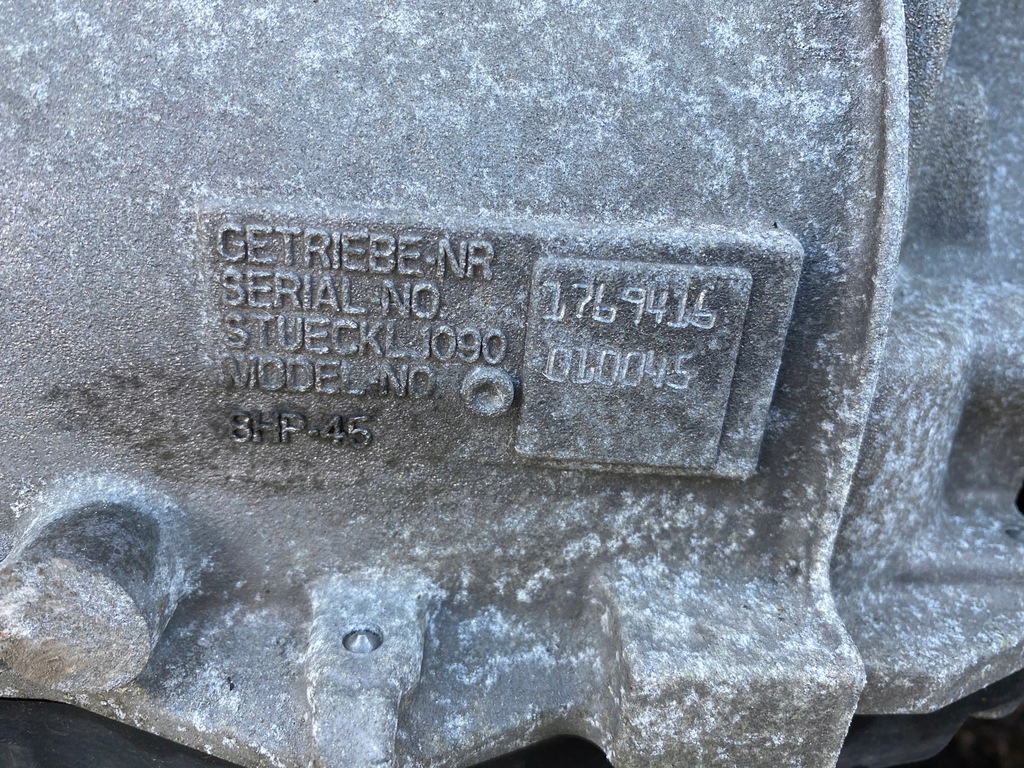 GETRIEBE-NR
SERIAL-NO.
STUECKL.1090
MODEL-NO.
8HP-45
1769416
010045